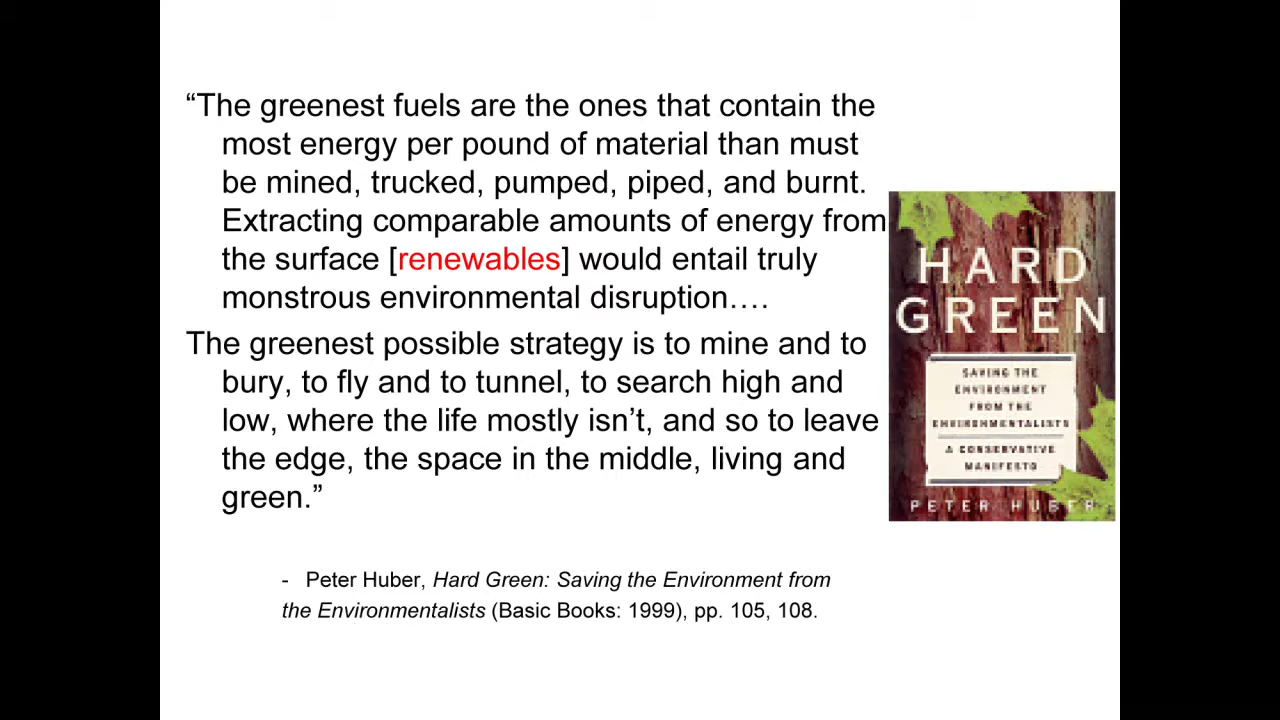 “The greenest fuels are the ones that contain the
most energy per pound of material than must
be mined, trucked, pumped, piped, and burnt.
Extracting comparable amounts of energy from
the surface [renewables] would entail truly
monstrous environmental disruption….
The greenest possible strategy is to mine and to
bury, to fly and to tunnel, to search high and
low, where the life mostly isn’t, and so to leave
the edge, the space in the middle, living and
green.”
- Peter Huber, Hard Green: Saving the Environment from
the Environmentalists (Basic Books: 1999), pp. 105, 108.
HARD
GREEN
SAVING THE
ENVIRONMENT
FROM THE
ENVIRONMENTALISTS
A CONSERVATIVE
MANIFESTO
PETER HUBER